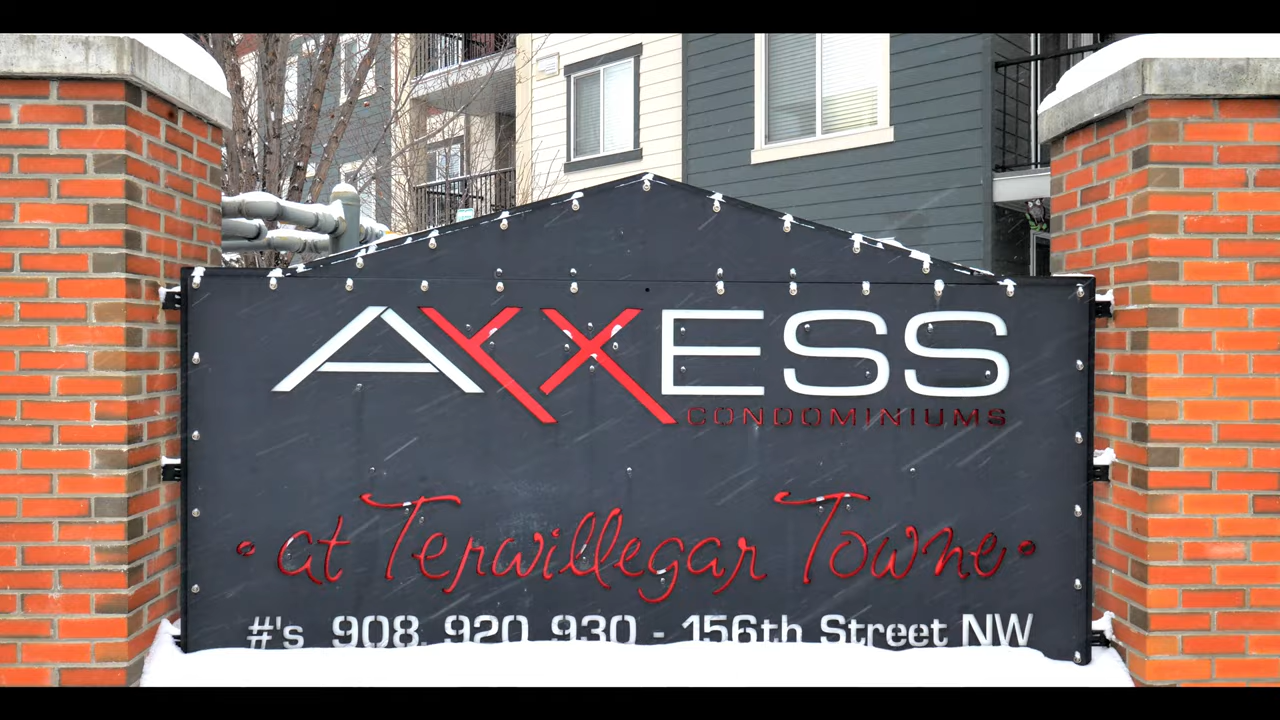 AXXESS
CONDOMINIUMS
• at Terwillegar Towne •
#'s 908, 920, 930 - 156th Street NW